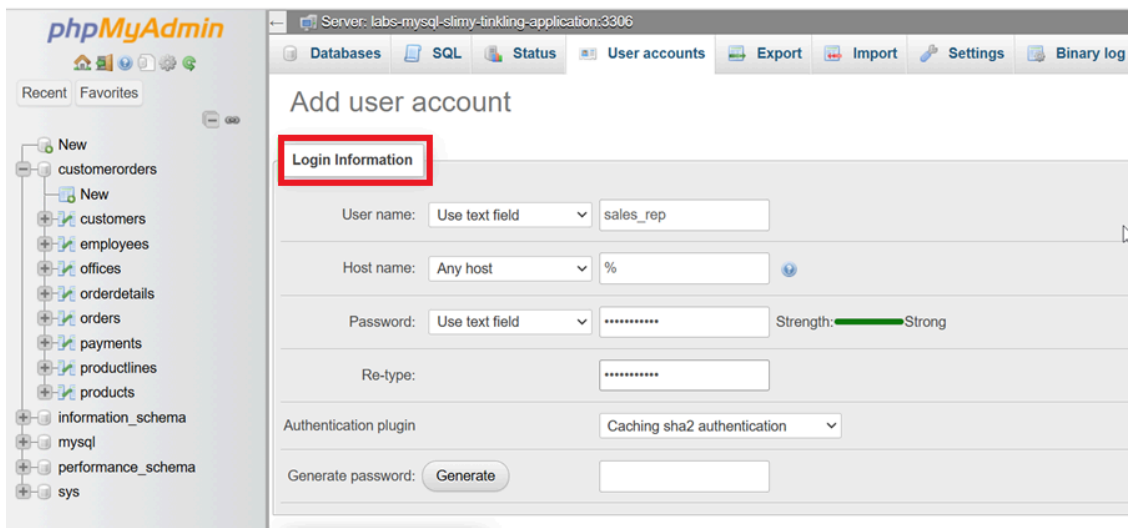 phpMyAdmin
Recent Favorites
New
customerorders
New
customers
employees
offices
orderdetails
orders
payments
productlines
products
information_schema
mysql
performance_schema
sys
Server: labs-mysql-slimy-tinkling-application:3306
Databases SQL Status User accounts Export Import Settings Binary log
Add user account
Login Information
User name: Use text field sales_rep
Host name: Any host %
Password: Use text field ••••••••••• Strength: Strong
Re-type: •••••••••••
Authentication plugin Caching sha2 authentication
Generate password: Generate